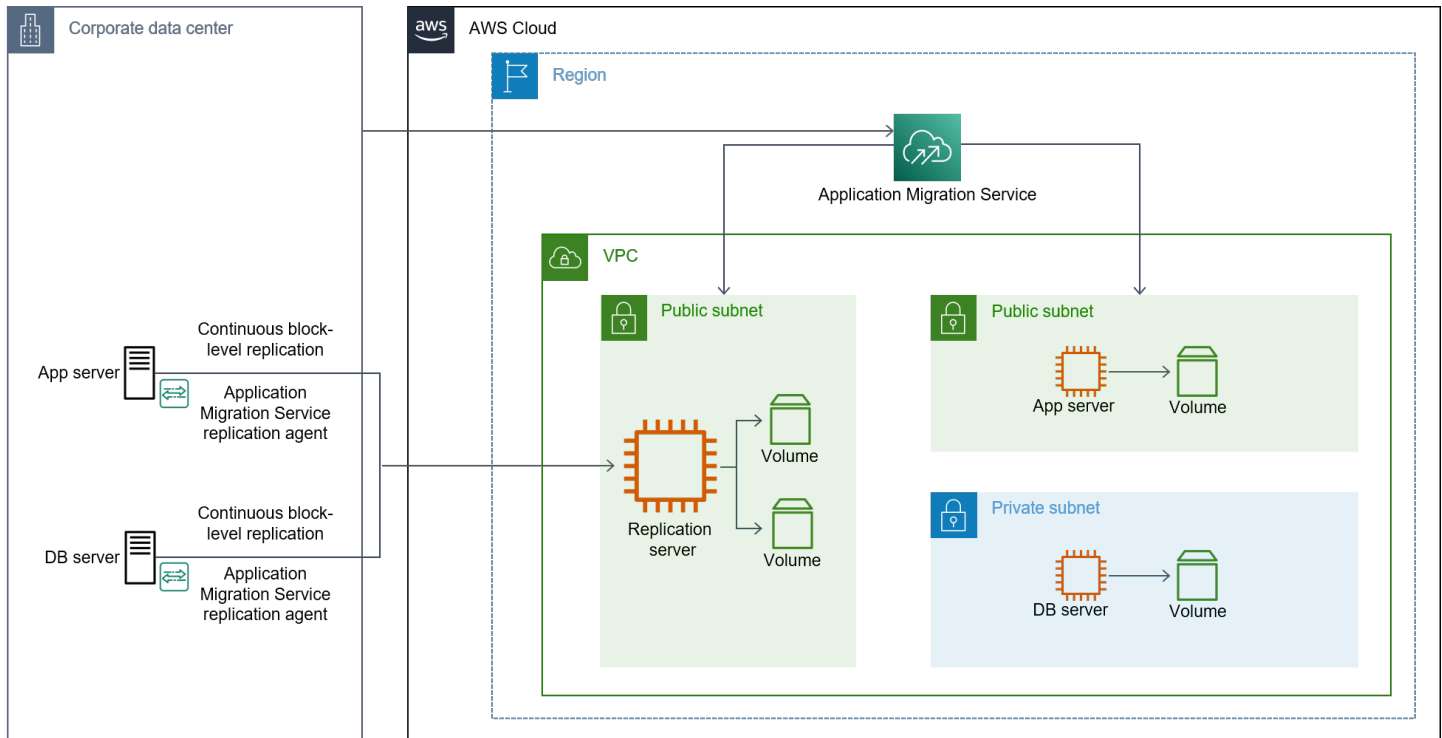 Corporate data center
aws
AWS Cloud
Region
Application Migration Service
VPC
Public subnet
Public subnet
Continuous block-
level replication
App server
Application
Migration Service
replication agent
App server
Volume
Volume
Replication
server
Volume
Private subnet
Continuous block-
level replication
DB server
Application
Migration Service
replication agent
DB server
Volume